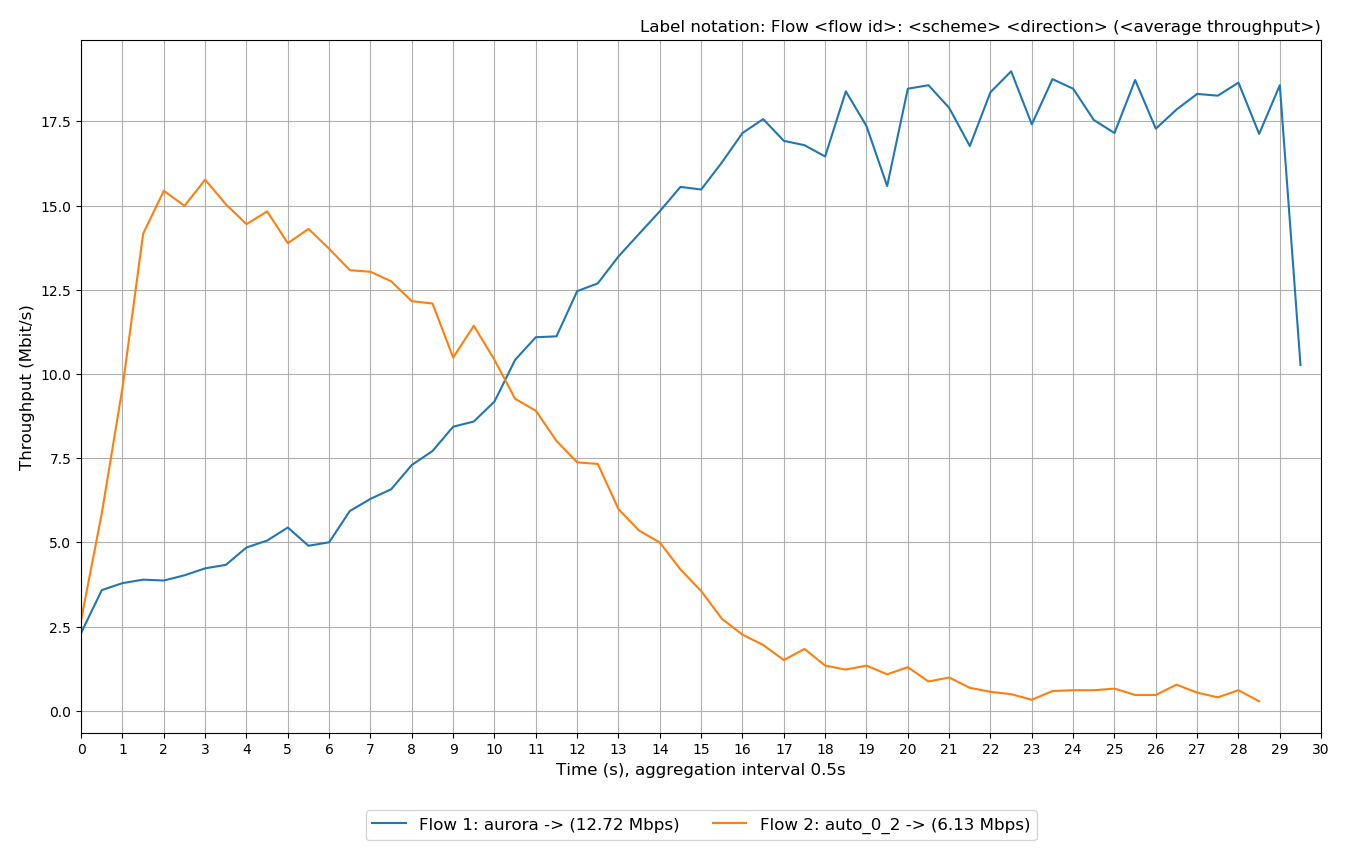 Label notation: Flow <flow id>: <scheme> <direction> (<average throughput>)
Throughput (Mbit/s)
17.5
15.0
12.5
10.0
7.5
5.0
2.5
0.0
0 1 2 3 4 5 6 7 8 9 10 11 12 13 14 15 16 17 18 19 20 21 22 23 24 25 26 27 28 29 30
Time (s), aggregation interval 0.5s
Flow 1: aurora -> (12.72 Mbps) Flow 2: auto_0_2 -> (6.13 Mbps)